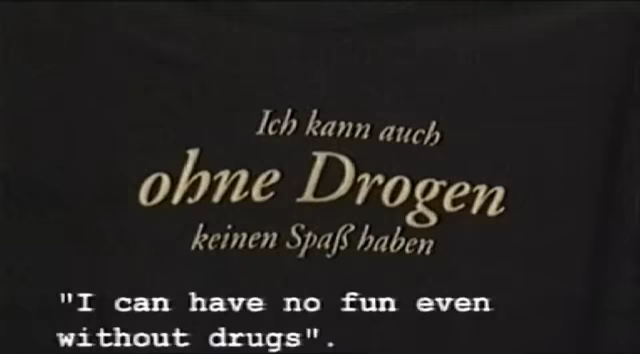 Ich kann auch
ohne Drogen
keinen Spaß haben
"I can have no fun even
without drugs".